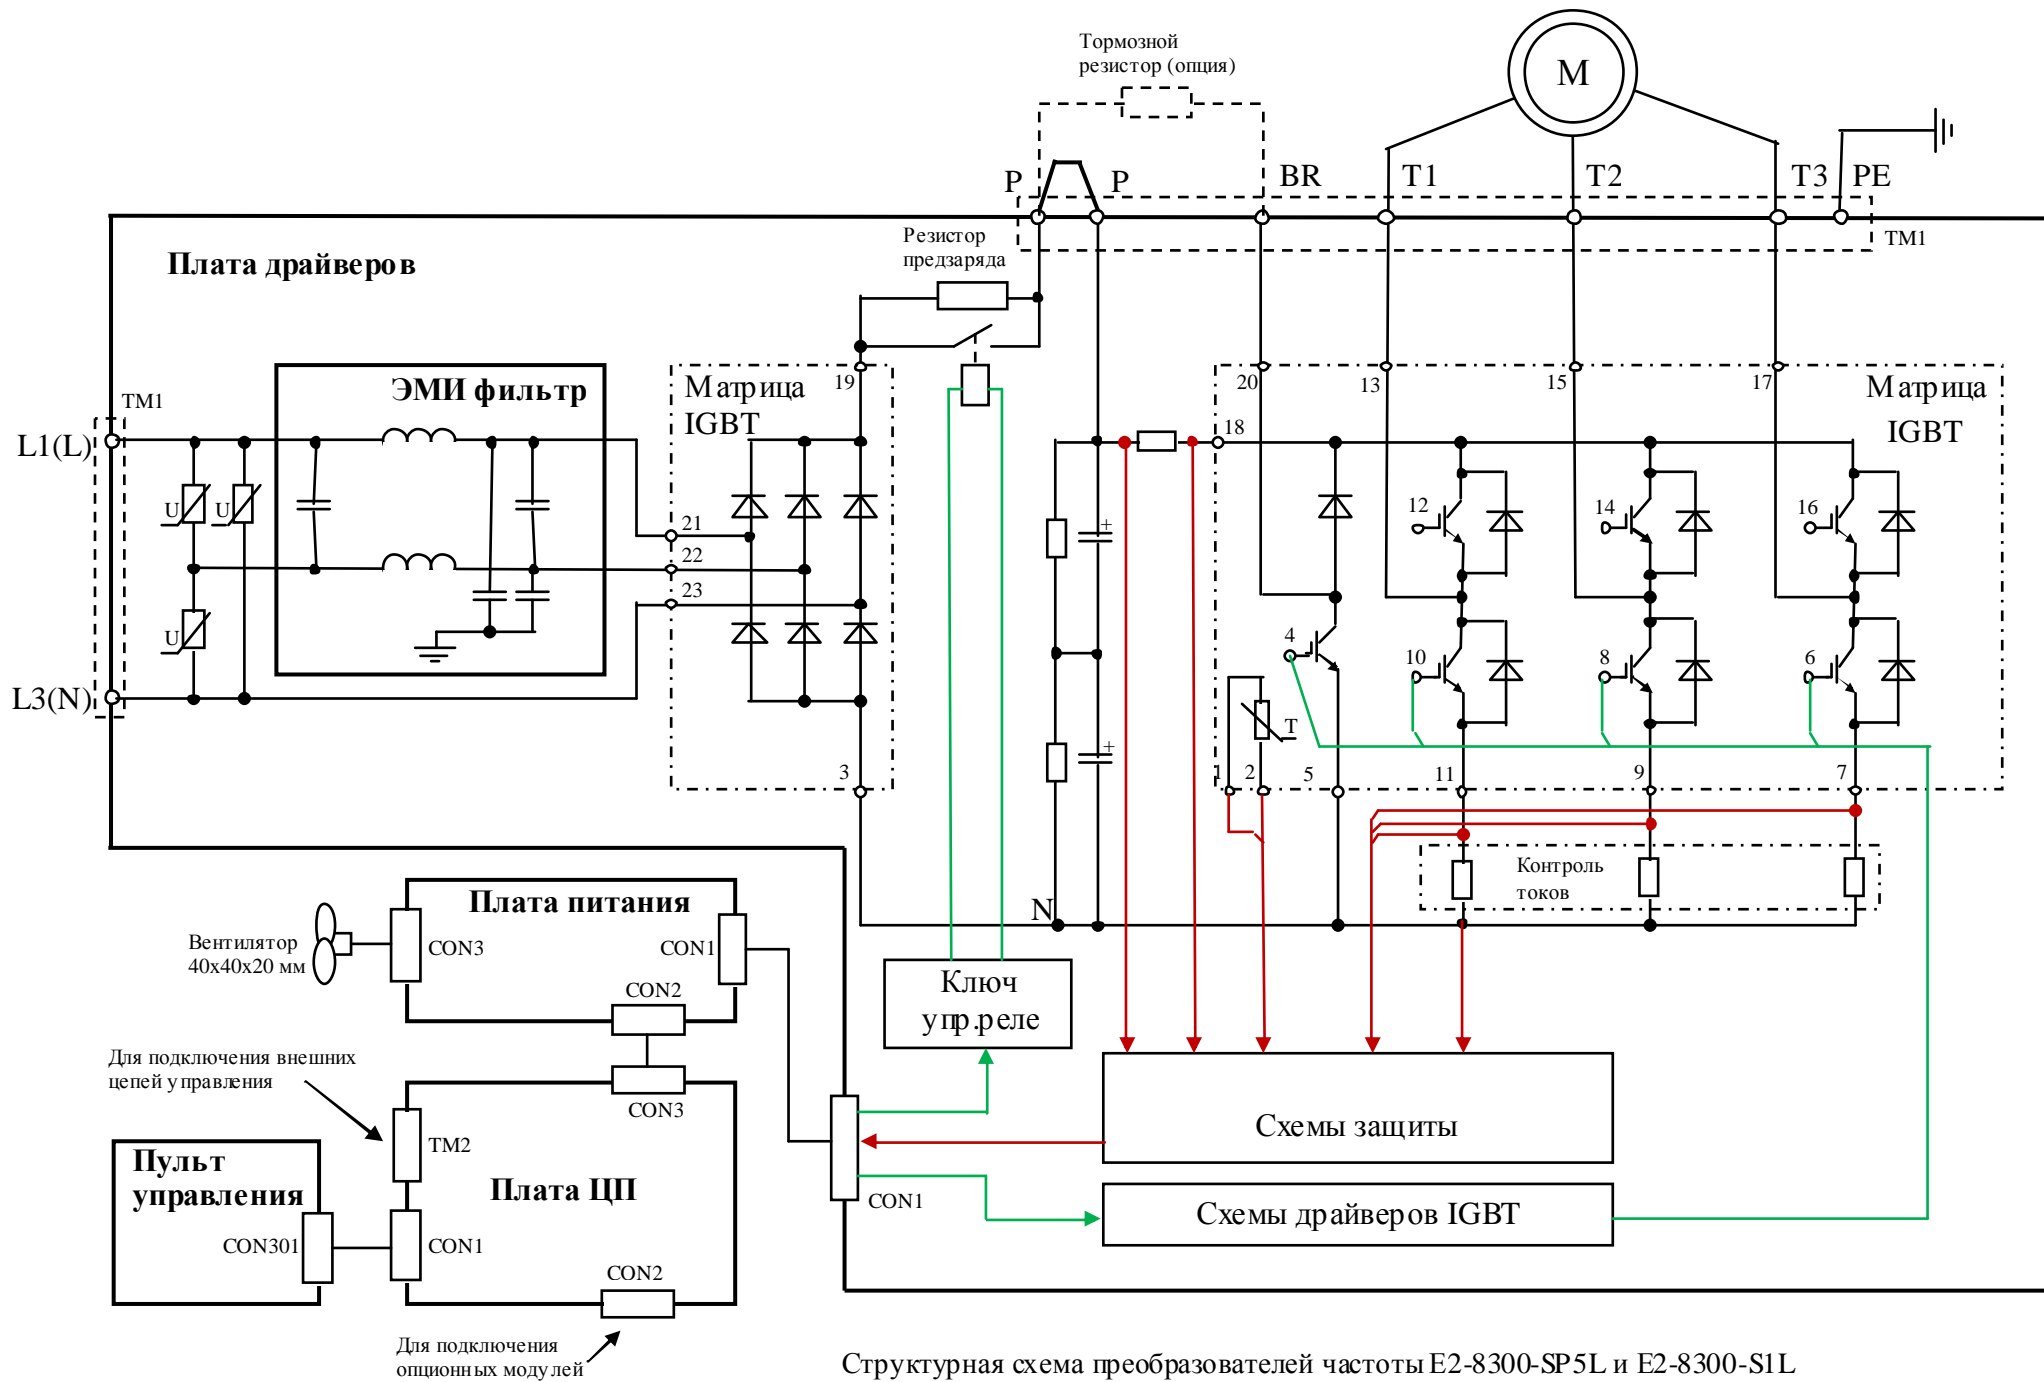 Тормозной
резистор (опция)
M
P
P
BR
T1
T2
T3
PE
TM1
Плата драйверов
Резистор
предзаряда
ЭМИ фильтр
Матрица
IGBT
19
20
13
15
17
Матрица
IGBT
TM1
L1(L)
18
U
U
21
22
23
+
12
14
16
U
4
10
8
6
L3(N)
T
+
3
1
2
5
11
9
7
Контроль
токов
N
Плата питания
Вентилятор
40х40х20 мм
CON3
CON1
CON2
Ключ
упр.реле
Для подключения внешних
цепей управления
CON3
TM2
Схемы защиты
Пульт
управления
Плата ЦП
CON1
Схемы драйверов IGBT
CON301
CON1
CON2
Для подключения
опционных модулей
Структурная схема преобразователей частоты E2-8300-SP5L и E2-8300-S1L